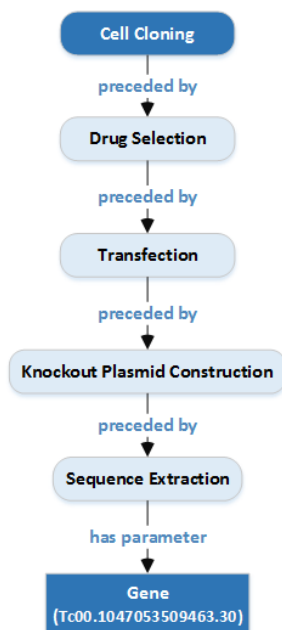 Cell Cloning
preceded by
Drug Selection
preceded by
Transfection
preceded by
Knockout Plasmid Construction
preceded by
Sequence Extraction
has parameter
Gene
(Tc00.1047053509463.30)